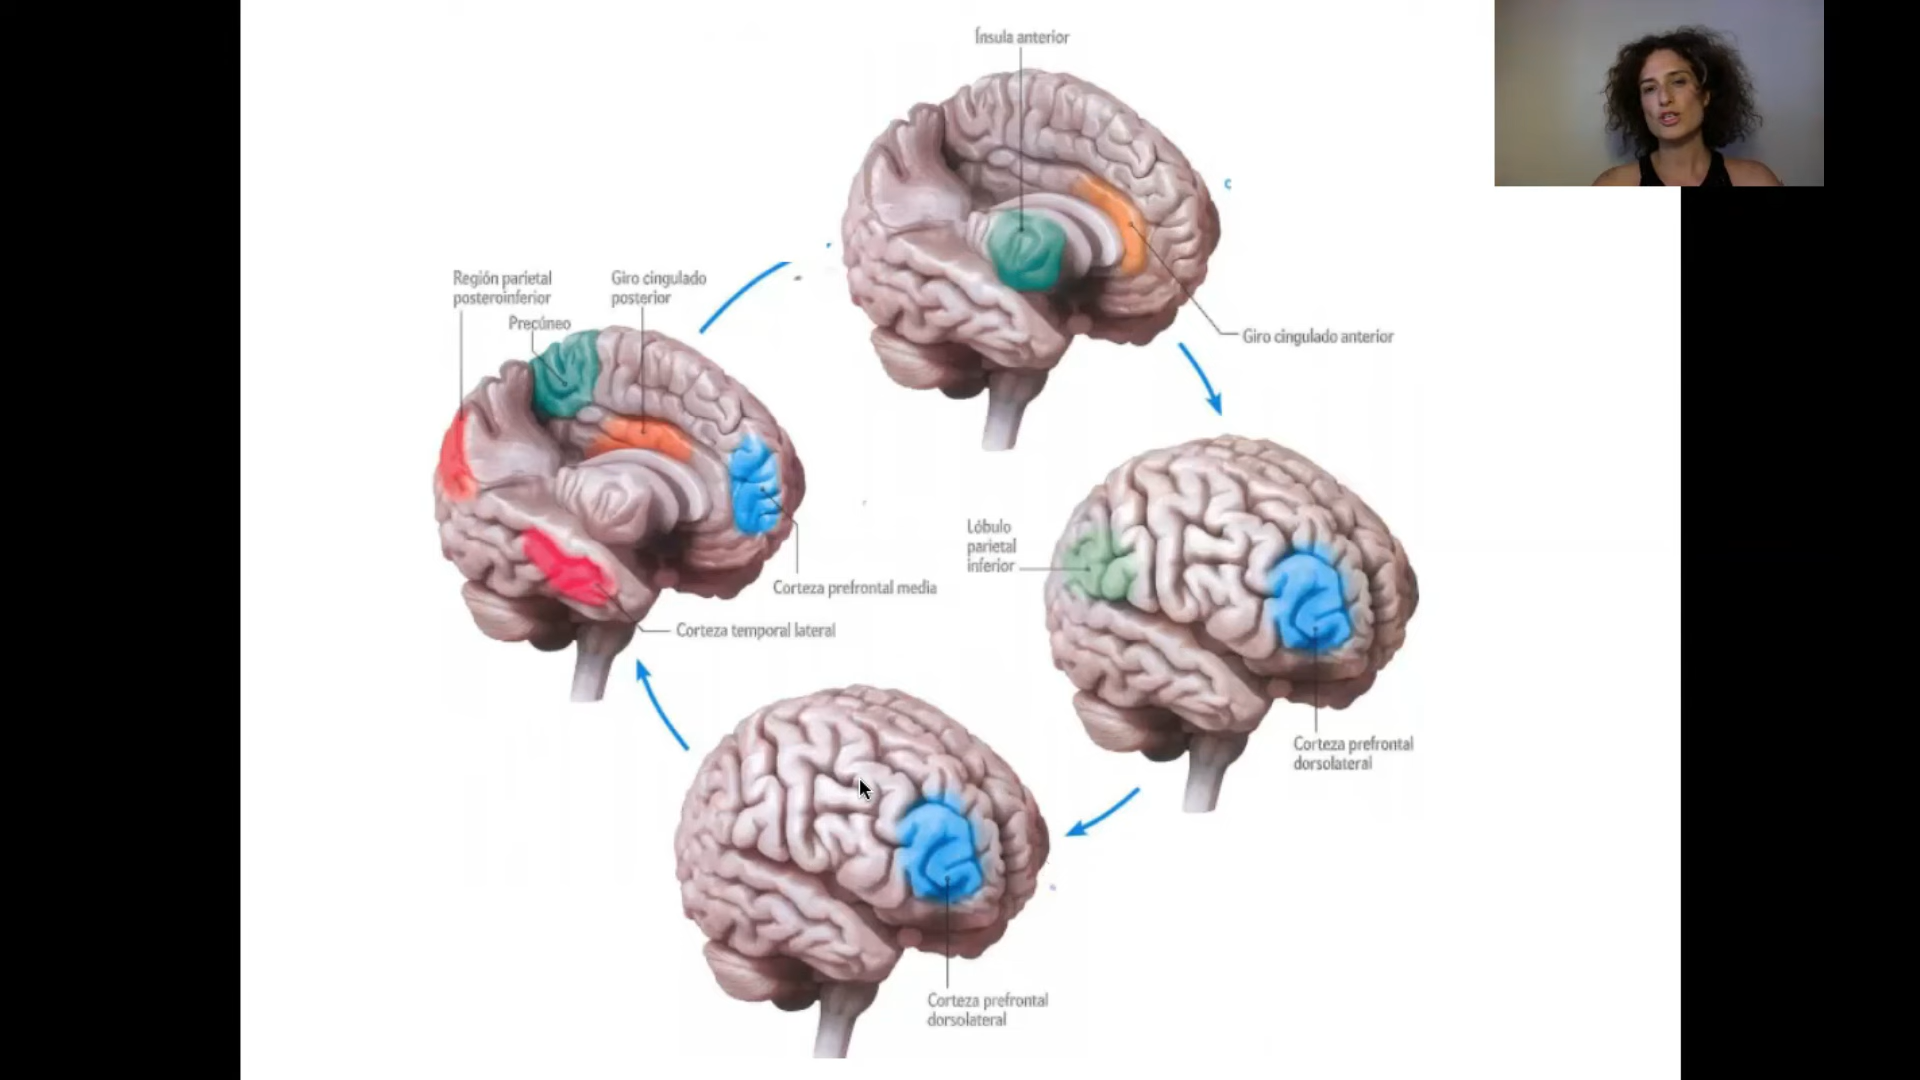 Ínsula anterior
Región parietal
posteroinferior
Giro cingulado
posterior
Precúneo
Giro cingulado anterior
Lóbulo
parietal
inferior
Corteza prefrontal media
Corteza temporal lateral
Corteza prefrontal
dorsolateral
Corteza prefrontal
dorsolateral